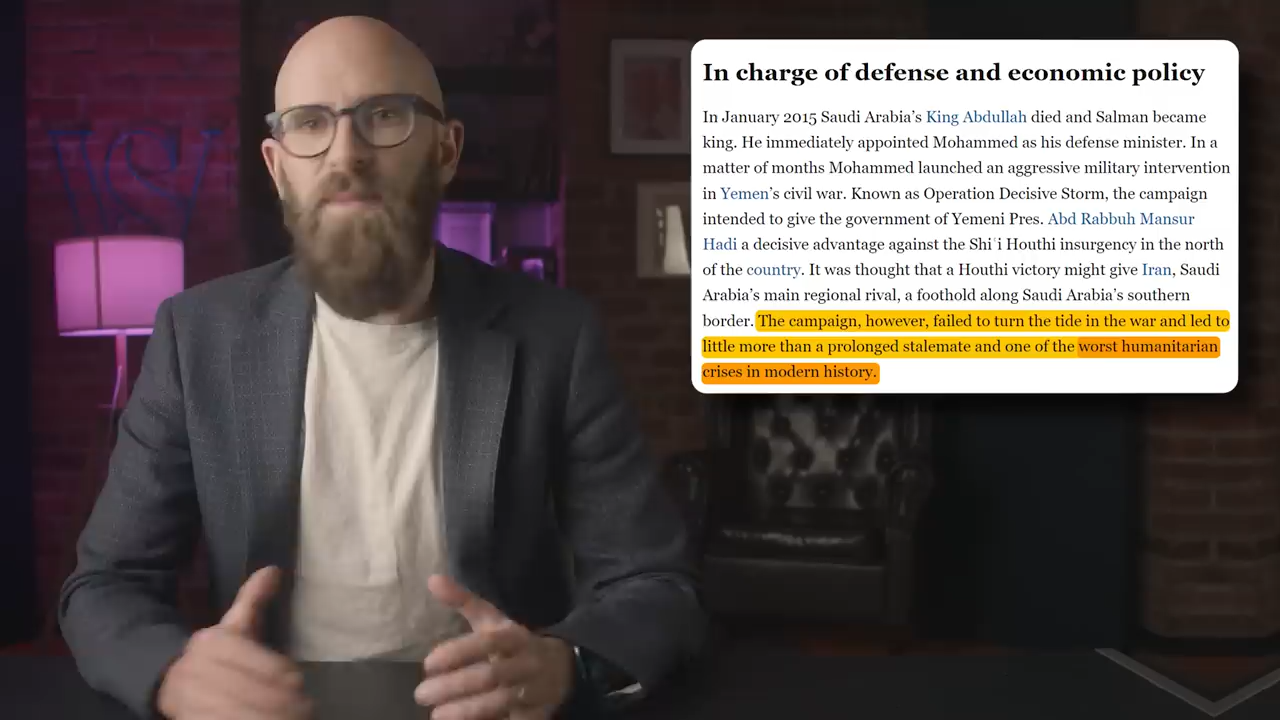 In charge of defense and economic policy
In January 2015 Saudi Arabia's King Abdullah died and Salman became
king. He immediately appointed Mohammed as his defense minister. In a
matter of months Mohammed launched an aggressive military intervention
in Yemen's civil war. Known as Operation Decisive Storm, the campaign
intended to give the government of Yemeni Pres. Abd Rabbuh Mansur
Hadi a decisive advantage against the Shiʿi Houthi insurgency in the north
of the country. It was thought that a Houthi victory might give Iran, Saudi
Arabia's main regional rival, a foothold along Saudi Arabia's southern
border. The campaign, however, failed to turn the tide in the war and led to
little more than a prolonged stalemate and one of the worst humanitarian
crises in modern history.